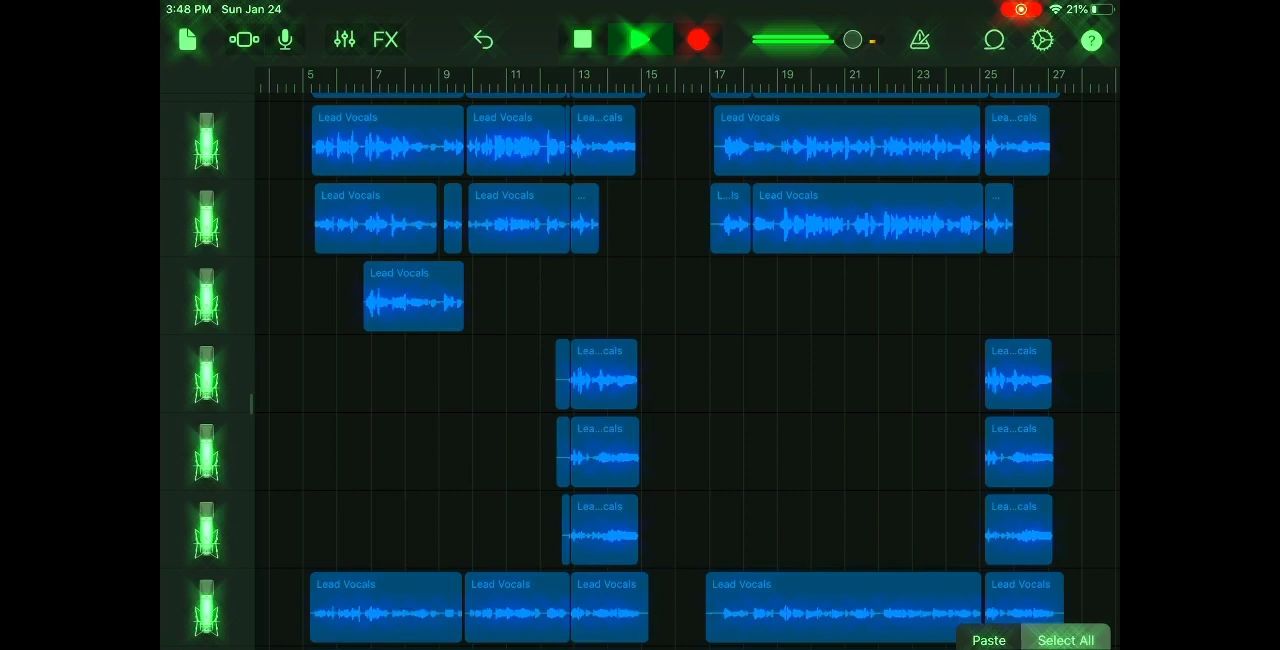 3:48 PM Sun Jan 24 21%
FX ?
5 7 9 11 13 15 17 19 21 23 25 27
Lead Vocals Lead Vocals Lea...cals Lead Vocals Lea...cals
Lead Vocals Lead Vocals ... L...ls Lead Vocals ...
Lead Vocals
Lea...cals Lea...cals
Lea...cals Lea...cals
Lea...cals Lea...cals
Lead Vocals Lead Vocals Lead Vocals Lead Vocals Lead Vocals
Paste Select All